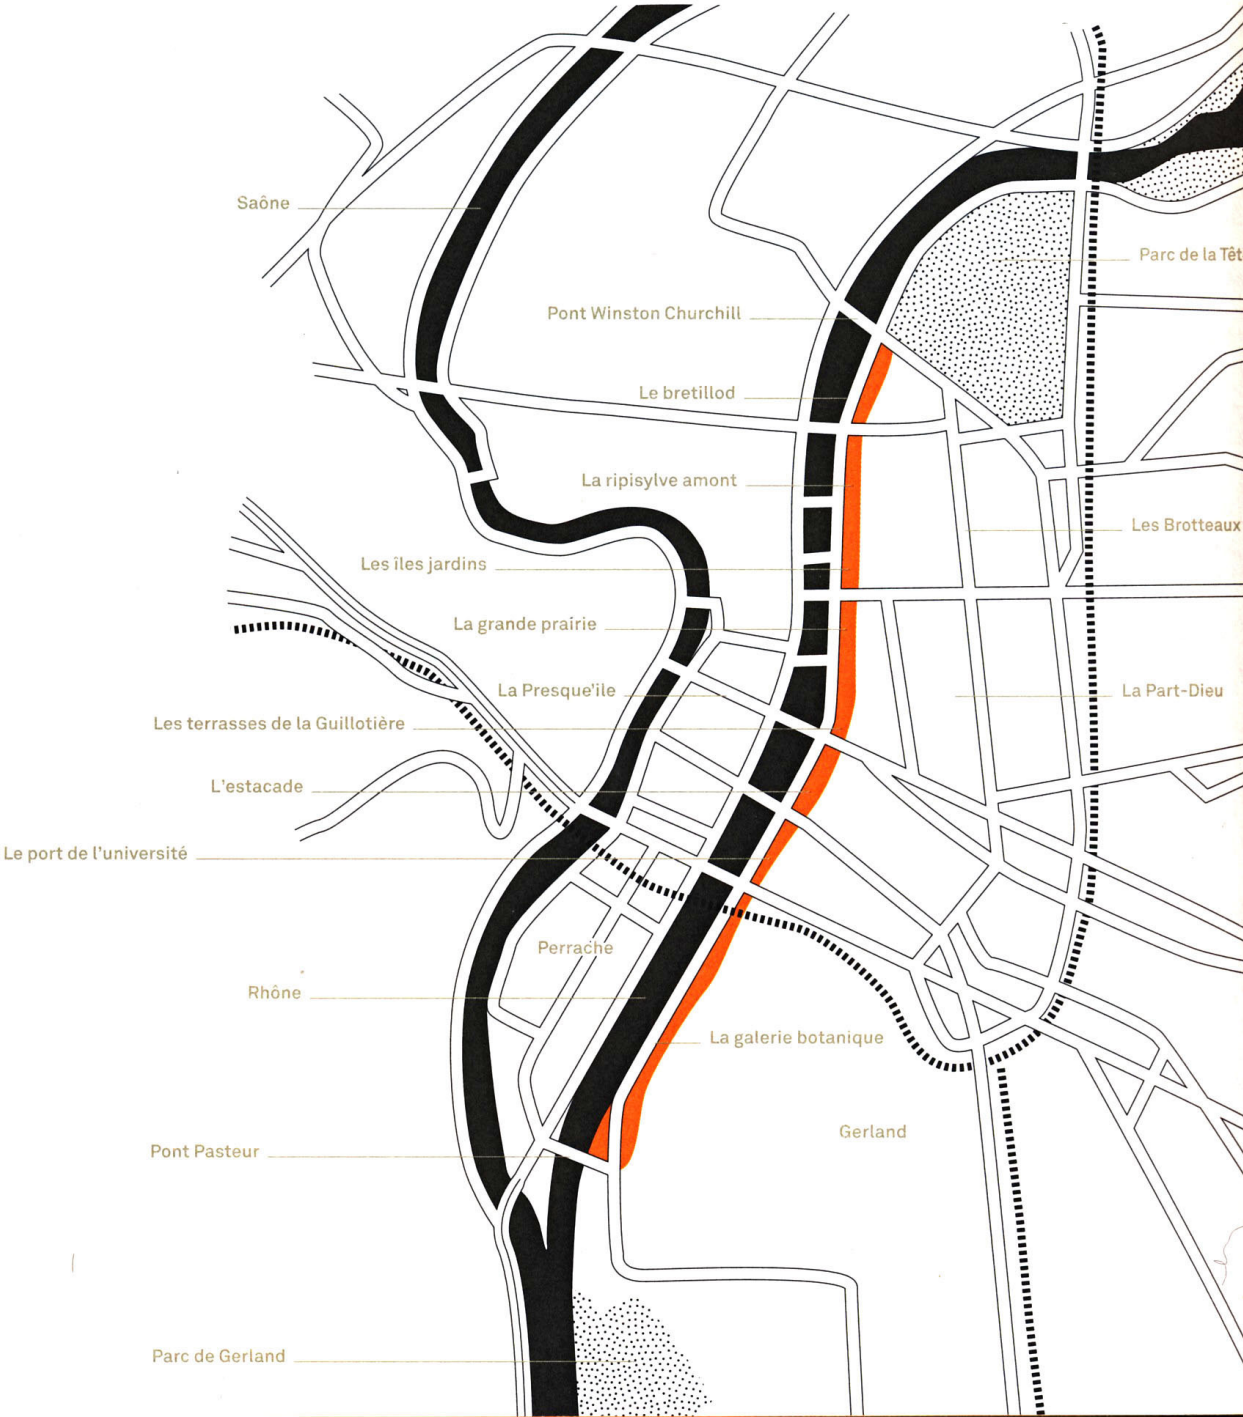 Saône
Parc de la Têt
Pont Winston Churchill
Le bretillod
La ripisylve amont
Les Brotteaux
Les îles jardins
La grande prairie
La Presque'ile
La Part-Dieu
Les terrasses de la Guillotière
L'estacade
Le port de l'université
Perrache
Rhône
La galerie botanique
Gerland
Pont Pasteur
Parc de Gerland